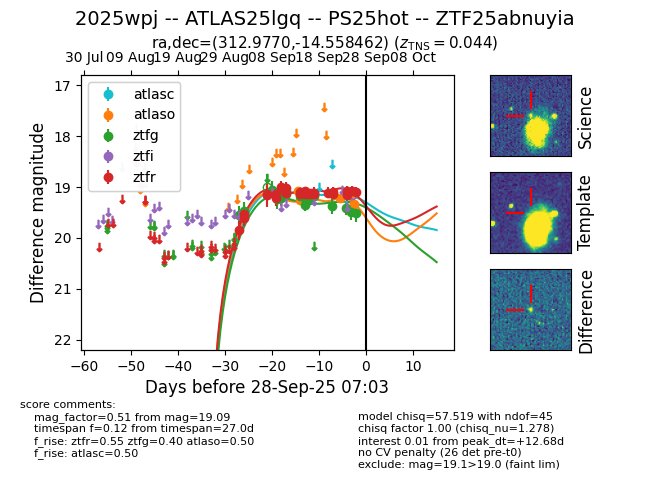 2025wpj -- ATLAS25lgq -- PS25hot -- ZTF25abnuyia
ra,dec=(312.9770,-14.558462) (zTNS = 0.044)
30 Jul 09 Aug 19 Aug 29 Aug 08 Sep 18 Sep 28 Sep 08 Oct
17
18
19
20
21
22
Difference magnitude
atlasc
atlaso
ztfg
ztfi
ztfr
−60 −50 −40 −30 −20 −10 0 10
Days before 28-Sep-25 07:03
Science
Template
Difference
score comments:
mag_factor=0.51 from mag=19.09
timespan f=0.12 from timespan=27.0d
f_rise: ztfr=0.55 ztfg=0.40 atlaso=0.50
f_rise: atlasc=0.50
model chisq=57.519 with ndof=45
chisq factor 1.00 (chisq_nu=1.278)
interest 0.01 from peak_dt=+12.68d
no CV penalty (26 det pre-t0)
exclude: mag=19.1>19.0 (faint lim)